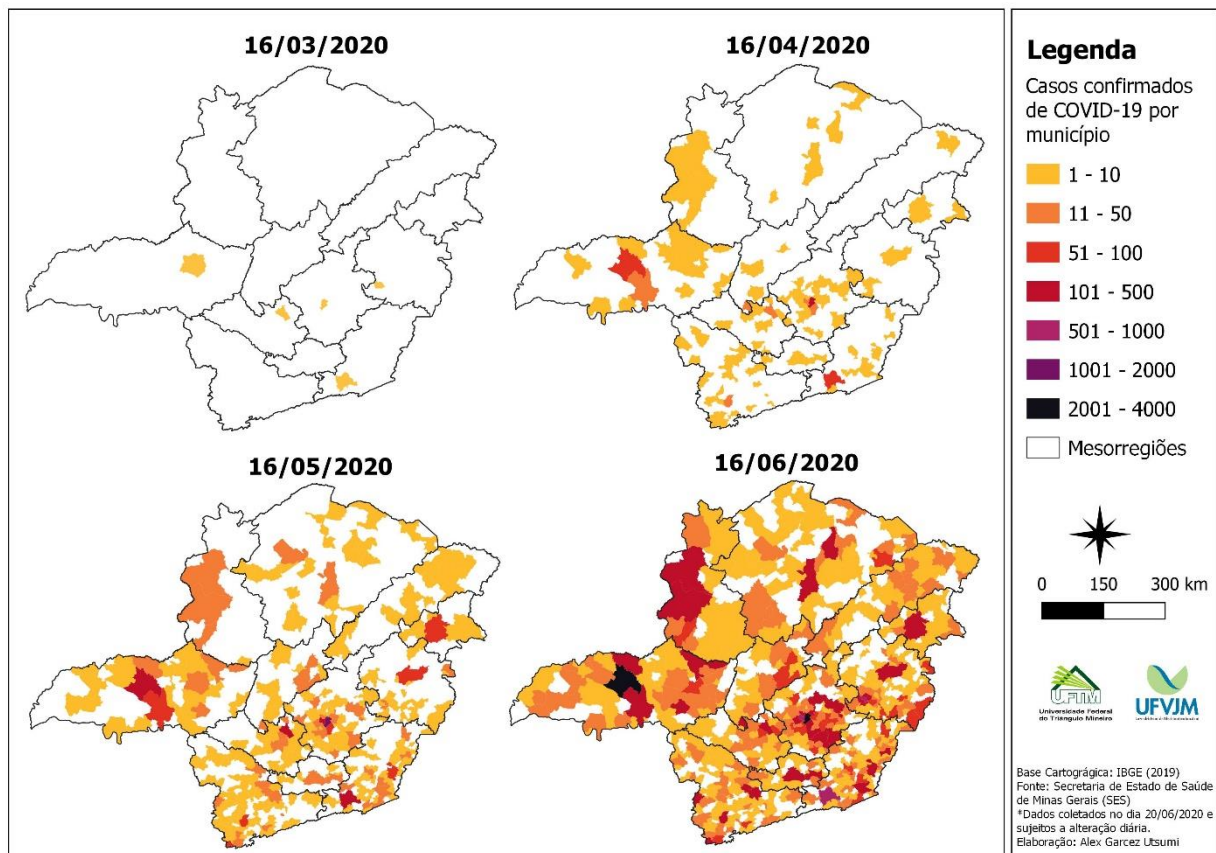 16/03/2020
16/04/2020
16/05/2020
16/06/2020
Legenda
Casos confirmados
de COVID-19 por
município
1 - 10
11 - 50
51 - 100
101 - 500
501 - 1000
1001 - 2000
2001 - 4000
Mesorregiões
0 150 300 km
UFTM
Universidade Federal
do Triângulo Mineiro
UFVJM
Base Cartográgica: IBGE (2019)
Fonte: Secretaria de Estado de Saúde
de Minas Gerais (SES)
*Dados coletados no dia 20/06/2020 e
sujeitos a alteração diária.
Elaboração: Alex Garcez Utsumi